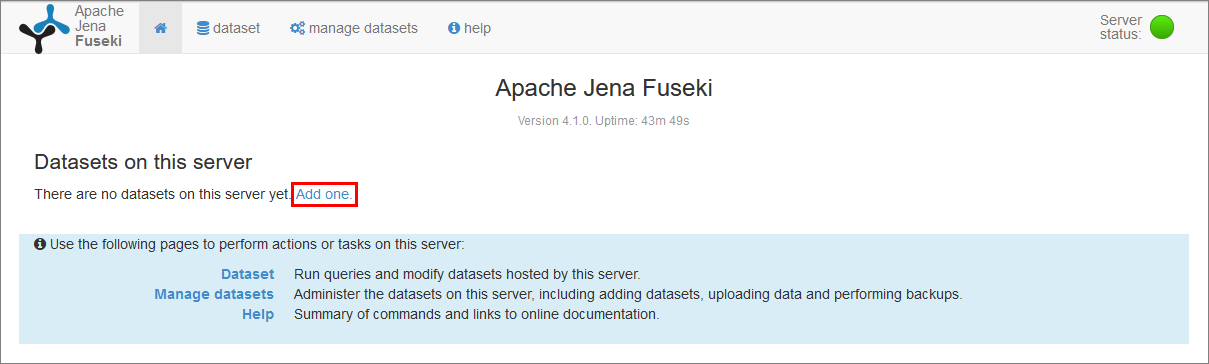 Apache
Jena
Fuseki
dataset
manage datasets
help
Server
status:
Apache Jena Fuseki
Version 4.1.0. Uptime: 43m 49s
Datasets on this server
There are no datasets on this server yet. Add one.
Use the following pages to perform actions or tasks on this server:
Dataset Run queries and modify datasets hosted by this server.
Manage datasets Administer the datasets on this server, including adding datasets, uploading data and performing backups.
Help Summary of commands and links to online documentation.